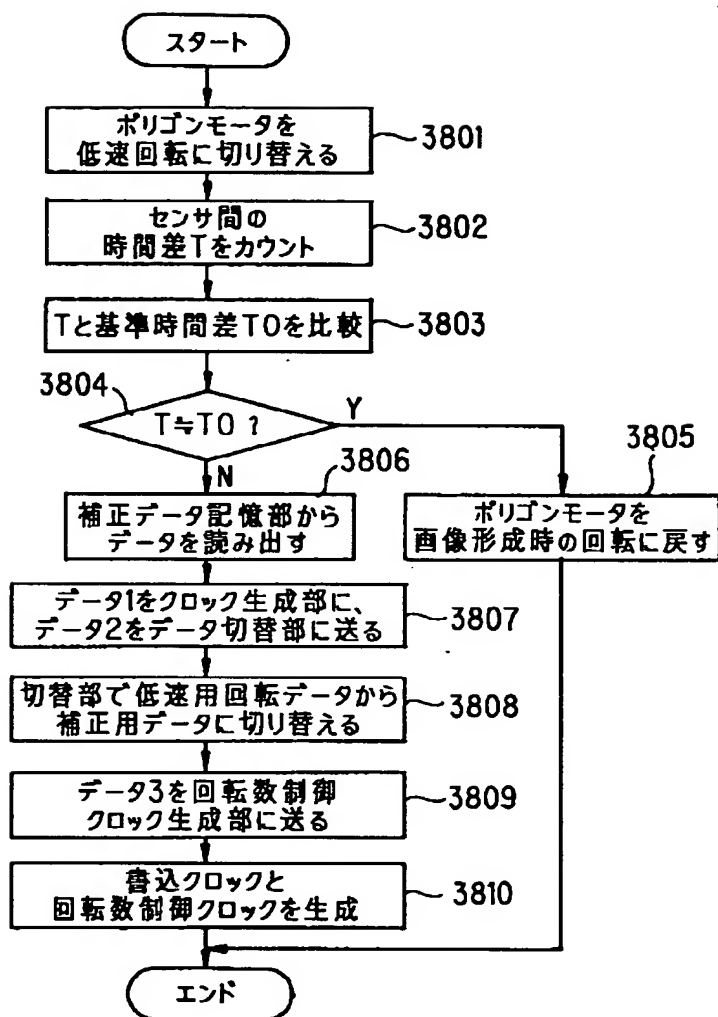 スタート
ポリゴンモータを
低速回転に切り替える
3801
センサ間の
時間差Tをカウント
3802
Tと基準時間差T0を比較
3803
3804
T≒T0?
Y
N
3805
ポリゴンモータを
画像形成時の回転に戻す
3806
補正データ記憶部から
データを読み出す
データ1をクロック生成部に、
データ2をデータ切替部に送る
3807
切替部で低速用回転データから
補正用データに切り替える
3808
データ3を回転数制御
クロック生成部に送る
3809
書込クロックと
回転数制御クロックを生成
3810
エンド